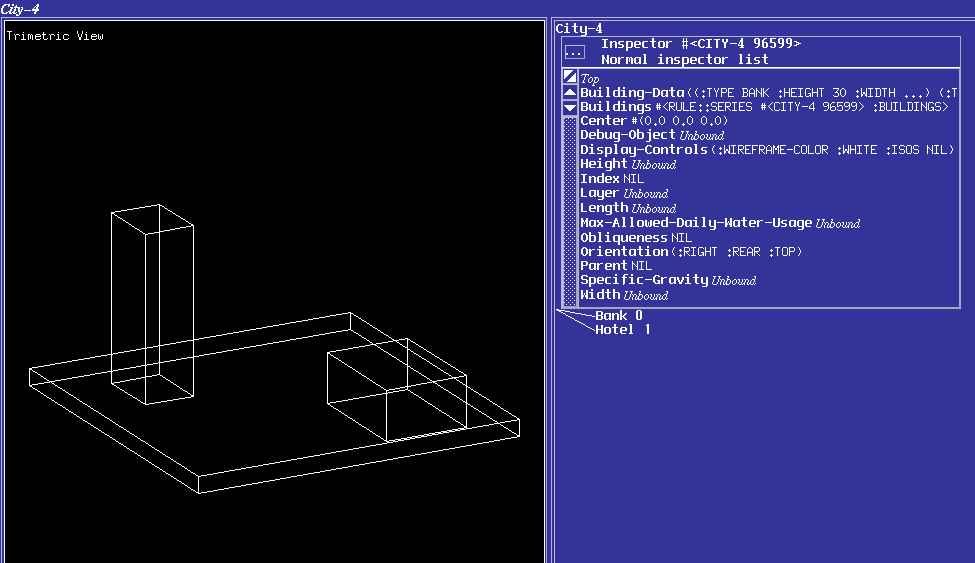 City-4
Trimetric View
City-4
... Inspector #<CITY-4 96599>
Normal inspector list
Top
Building-Data ((:TYPE BANK :HEIGHT 30 :WIDTH ...) (:T
Buildings #<RULE::SERIES #<CITY-4 96599> :BUILDINGS>
Center #(0.0 0.0 0.0)
Debug-Object Unbound
Display-Controls (:WIREFRAME-COLOR :WHITE :ISOS NIL)
Height Unbound
Index NIL
Layer Unbound
Length Unbound
Max-Allowed-Daily-Water-Usage Unbound
Obliqueness NIL
Orientation (:RIGHT :REAR :TOP)
Parent NIL
Specific-Gravity Unbound
Width Unbound
Bank 0
Hotel 1